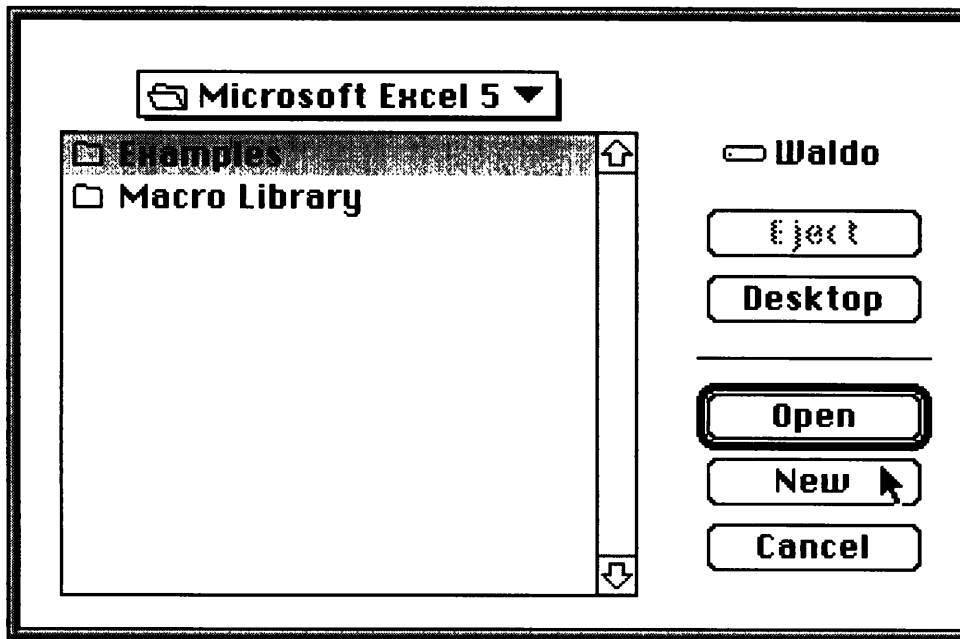 Microsoft Excel 5
Examples
Macro Library
Waldo
Eject
Desktop
Open
New
Cancel